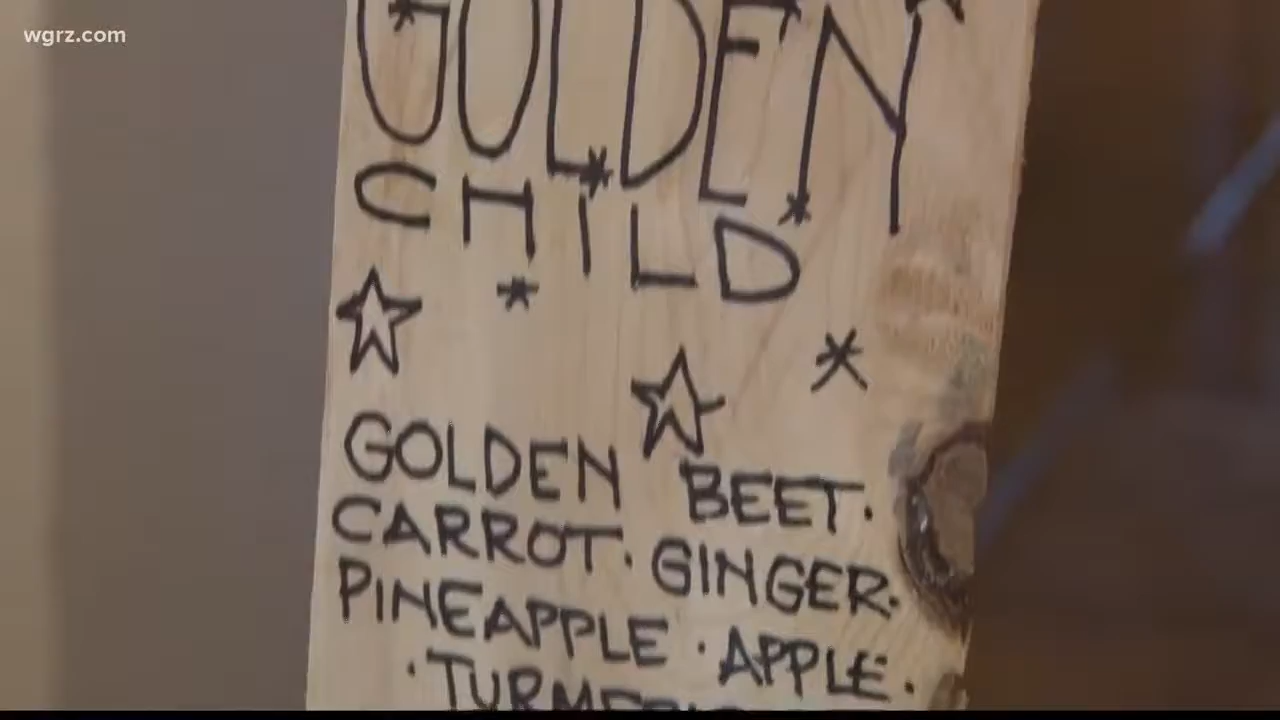 wgrz.com
GOLDEN
CHILD
GOLDEN BEET.
CARROT · GINGER.
PINEAPPLE · APPLE.
· TURMERIC